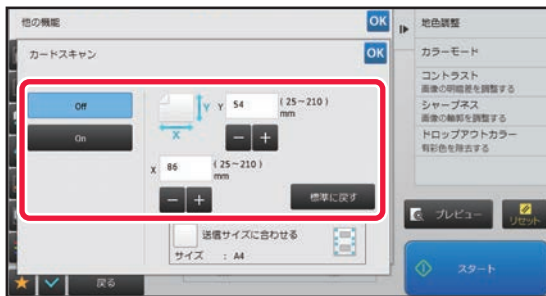 他の機能
OK
カードスキャン
OK
Off
On
Y
X
Y 54 (25~210)
mm
X 86 (25~210)
mm
標準に戻す
送信サイズに合わせる
サイズ : A4
戻る
地色調整
カラーモード
コントラスト
画像の明暗差を調整する
シャープネス
画像の輪郭を調整する
ドロップアウトカラー
有彩色を除去する
プレビュー
リセット
スタート